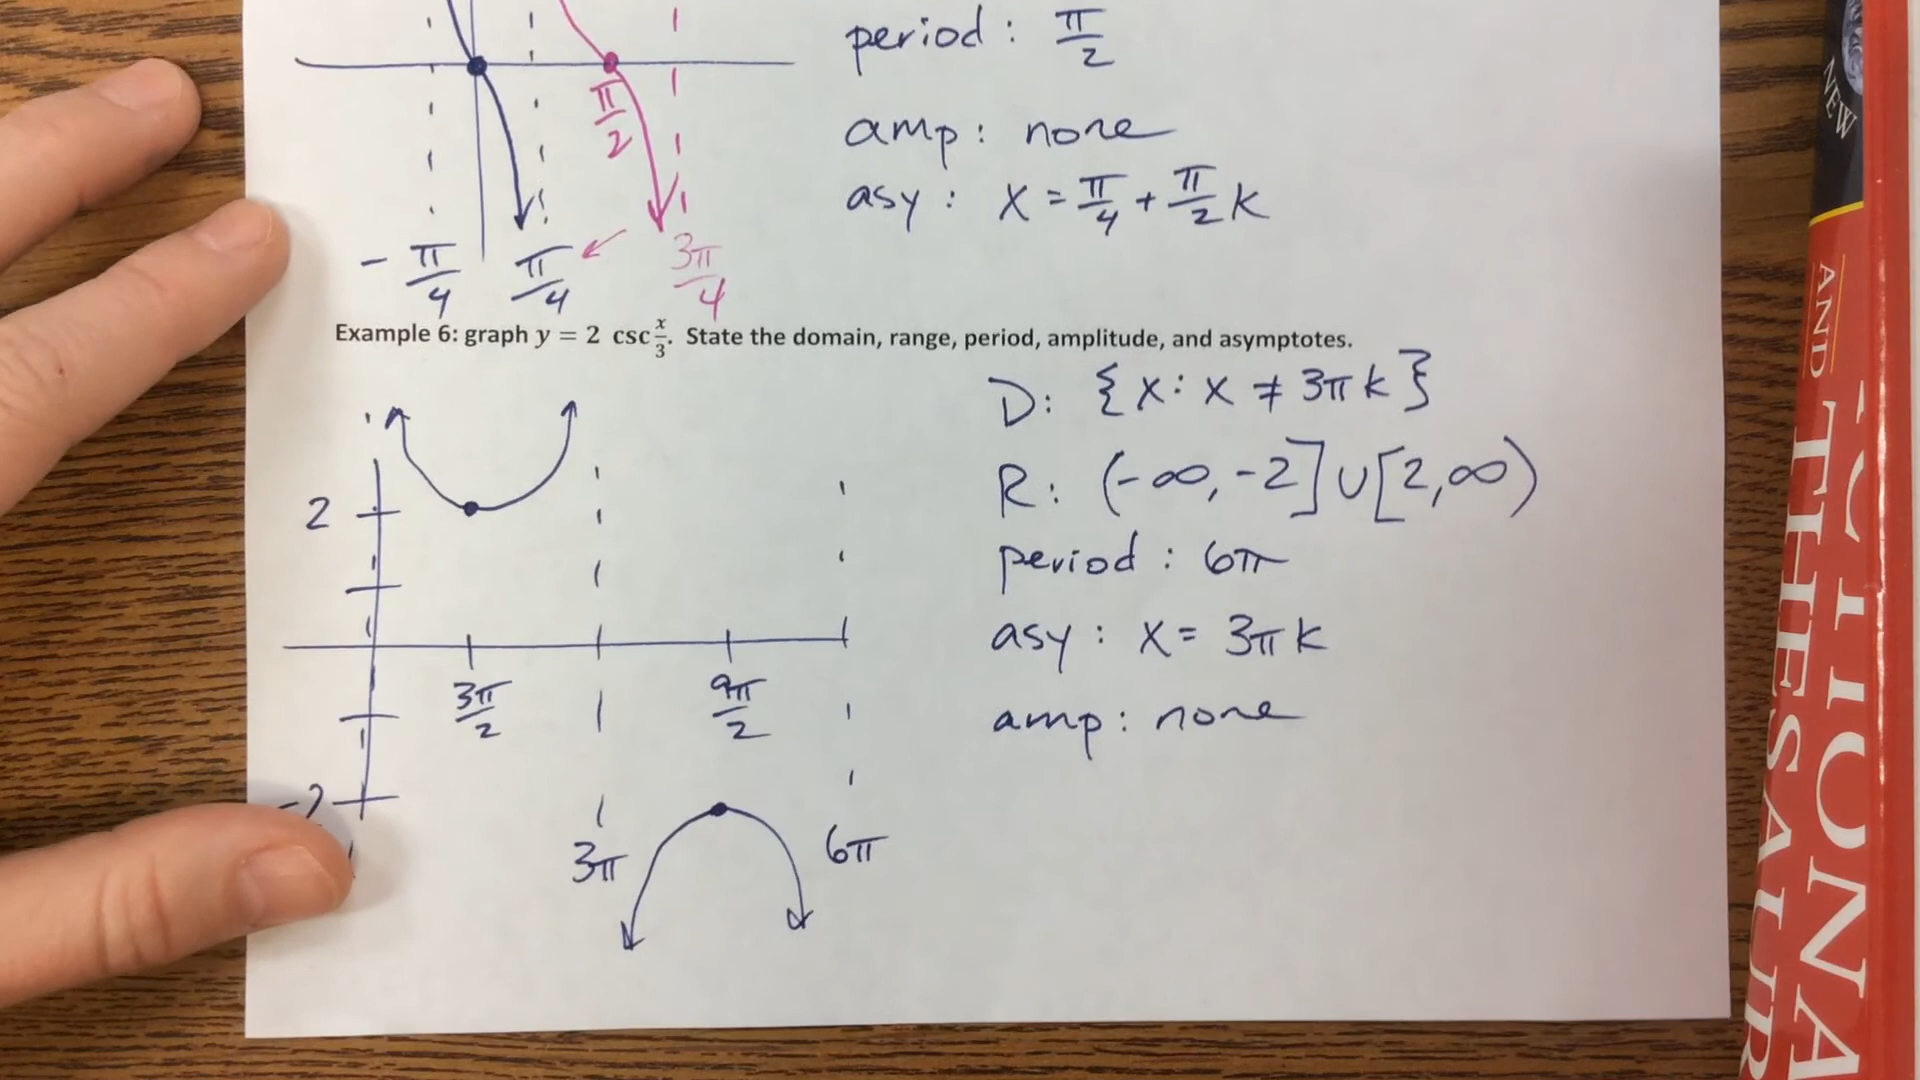 period: π/2
amp: none
asy: x = π/4 + π/2 k
π/2
-π/4 π/4 3π/4
Example 6: graph y = 2 csc x/3. State the domain, range, period, amplitude, and asymptotes.
D: {x: x ≠ 3πk}
R: (-∞, -2] ∪ [2, ∞)
period: 6π
asy: x = 3πk
amp: none
2
3π/2 9π/2
-2
3π 6π
NEW
AND
THESAUR